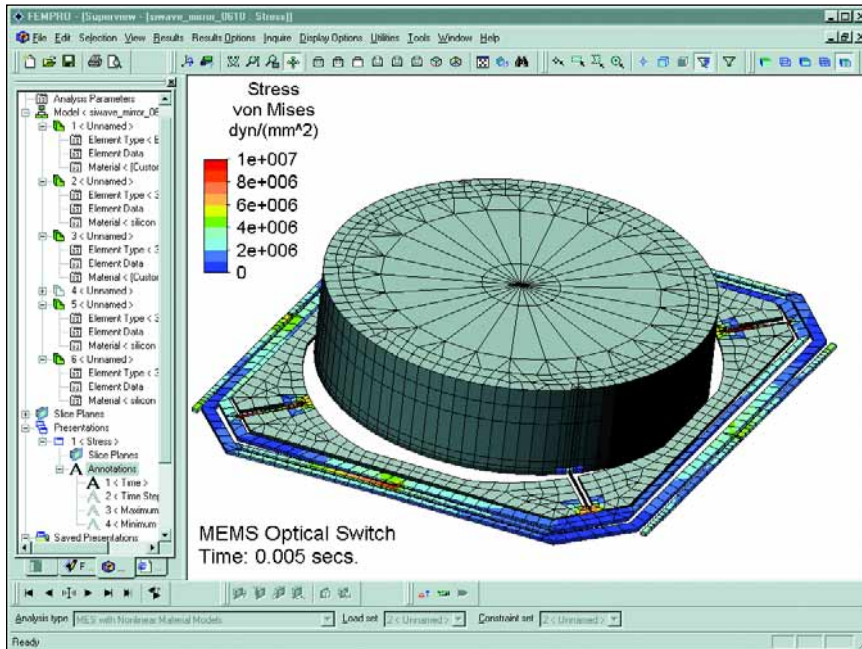 FEMPRO - [Superview - [siwave_mirror_0610 : Stress]]
File Edit Selection View Results Results Options Inquire Display Options Utilities Tools Window Help
Analysis Parameters
Model < siwave_mirror_06
1 < Unnamed >
Element Type < B
Element Data
Material < [Custor
2 < Unnamed >
Element Type < 3
Element Data
Material < silicon
3 < Unnamed >
Element Type < 3
Element Data
Material < [Custor
4 < Unnamed >
5 < Unnamed >
Element Type < 3
Element Data
Material < silicon
6 < Unnamed >
Element Type < 3
Element Data
Material < silicon
Slice Planes
Presentations
1 < Stress >
Slice Planes
Annotations
1 < Time >
2 < Time Step
3 < Maximum
4 < Minimum
Saved Presentations
F...
Stress
von Mises
dyn/(mm^2)
1e+007
8e+006
6e+006
4e+006
2e+006
0
MEMS Optical Switch
Time: 0.005 secs.
Analysis type MES with Nonlinear Material Models Load set 2 < Unnamed > Constraint set 2 < Unnamed >
Ready